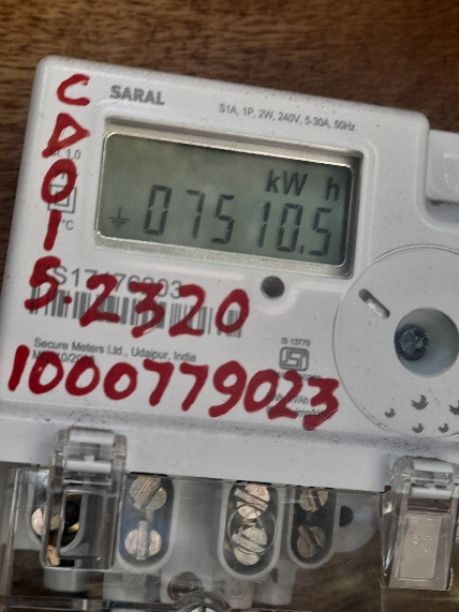 SARAL
S1A, 1P, 2W, 240V, 5-30A, 50Hz
kW h
07510.5
CD01
5.2320
Secure Meters Ltd., Udaipur, India
IS 13779
1000779023